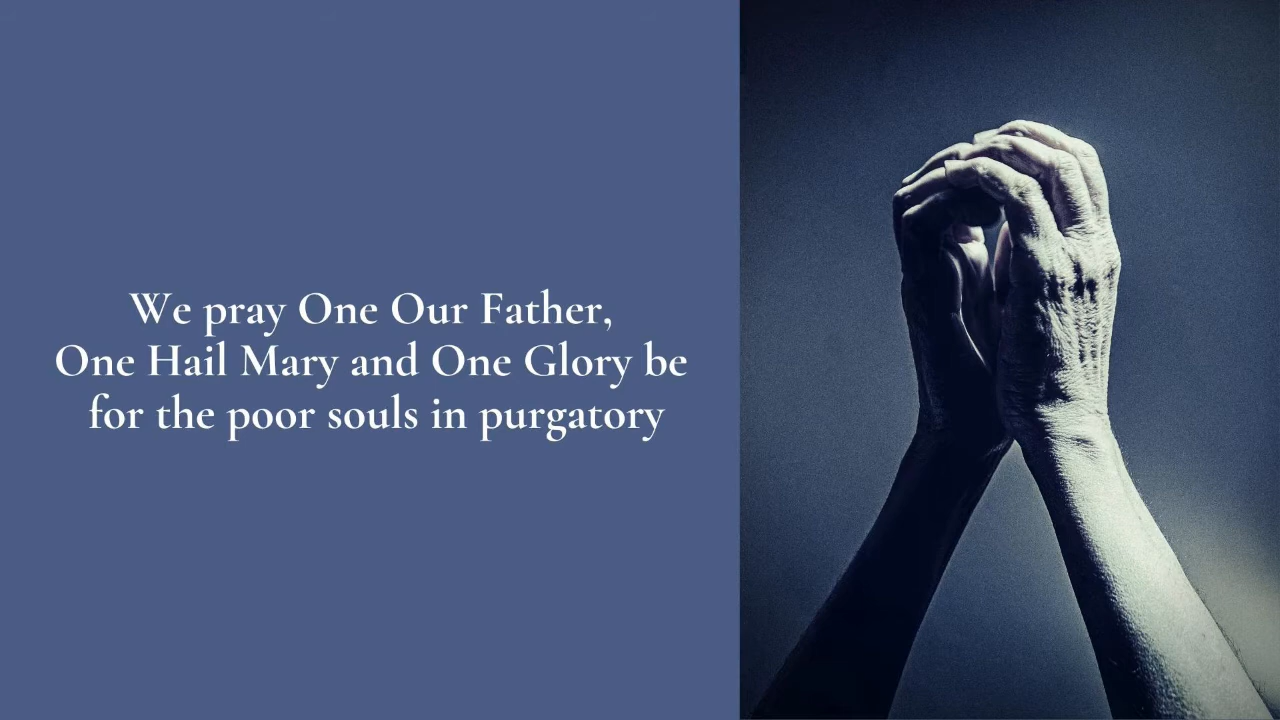 We pray One Our Father,
One Hail Mary and One Glory be
for the poor souls in purgatory